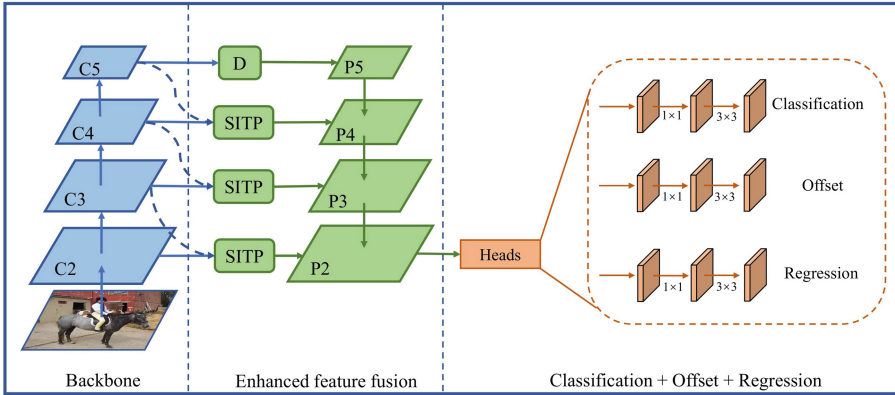 C5
D
P5
C4
SITP
P4
C3
SITP
P3
C2
SITP
P2
Heads
1×1
3×3
Classification
1×1
3×3
Offset
1×1
3×3
Regression
Backbone
Enhanced feature fusion
Classification + Offset + Regression